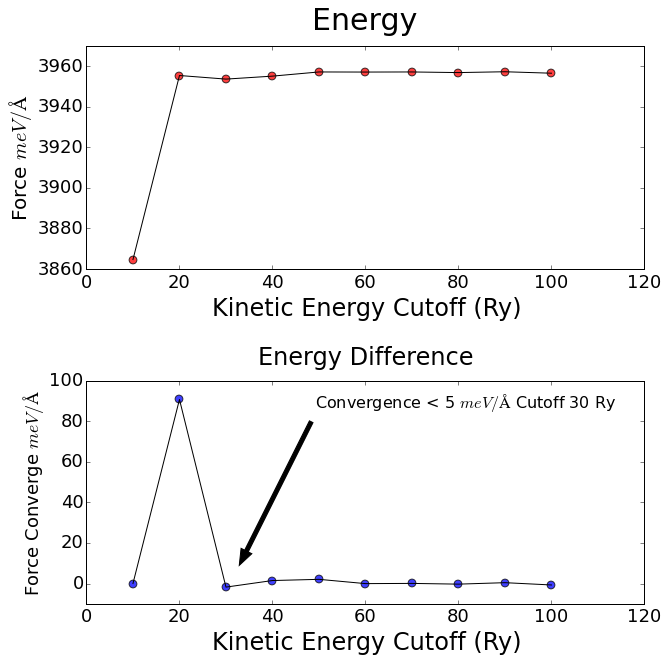 Energy
Force meV/Å
3960
3940
3920
3900
3880
3860
0 20 40 60 80 100 120
Kinetic Energy Cutoff (Ry)
Energy Difference
Force Converge meV/Å
100
80
60
40
20
0
Convergence < 5 meV/Å Cutoff 30 Ry
0 20 40 60 80 100 120
Kinetic Energy Cutoff (Ry)